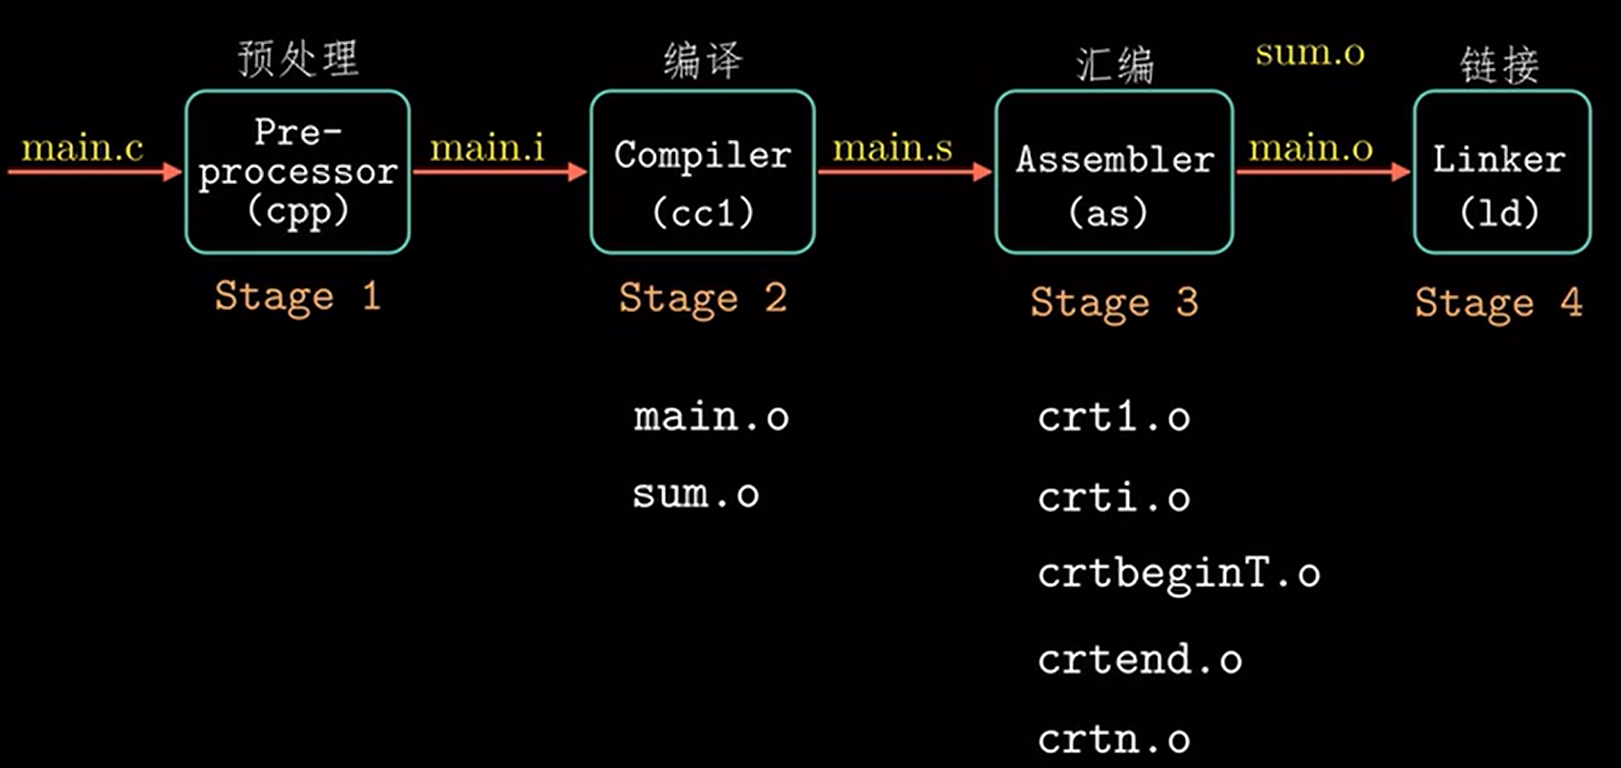 预处理
编译
汇编
sum.o
链接
main.c
Pre-
processor
(cpp)
main.i
Compiler
(cc1)
main.s
Assembler
(as)
main.o
Linker
(ld)
Stage 1
Stage 2
Stage 3
Stage 4
main.o
sum.o
crt1.o
crti.o
crtbeginT.o
crtend.o
crtn.o